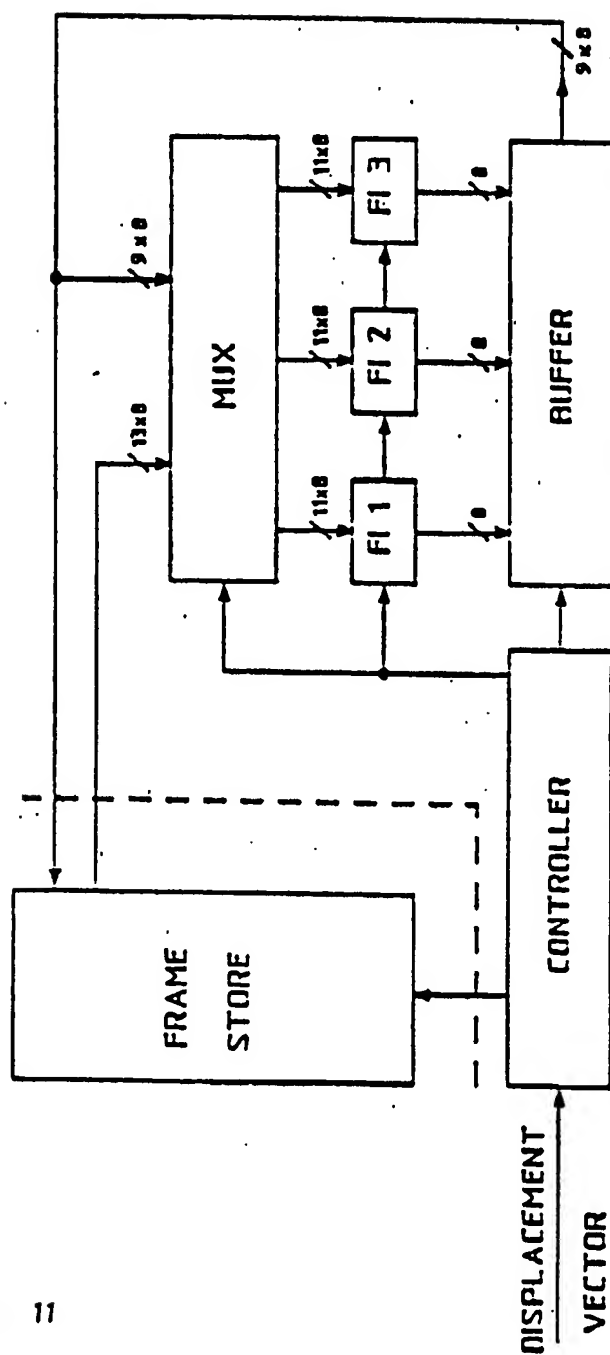 11
FRAME
STORE
13x8
9x8
MUX
11x8
11x8
11x8
FI 1
FI 2
FI 3
8
8
8
DISPLACEMENT
VECTOR
CONTROLLER
BUFFER
9x8